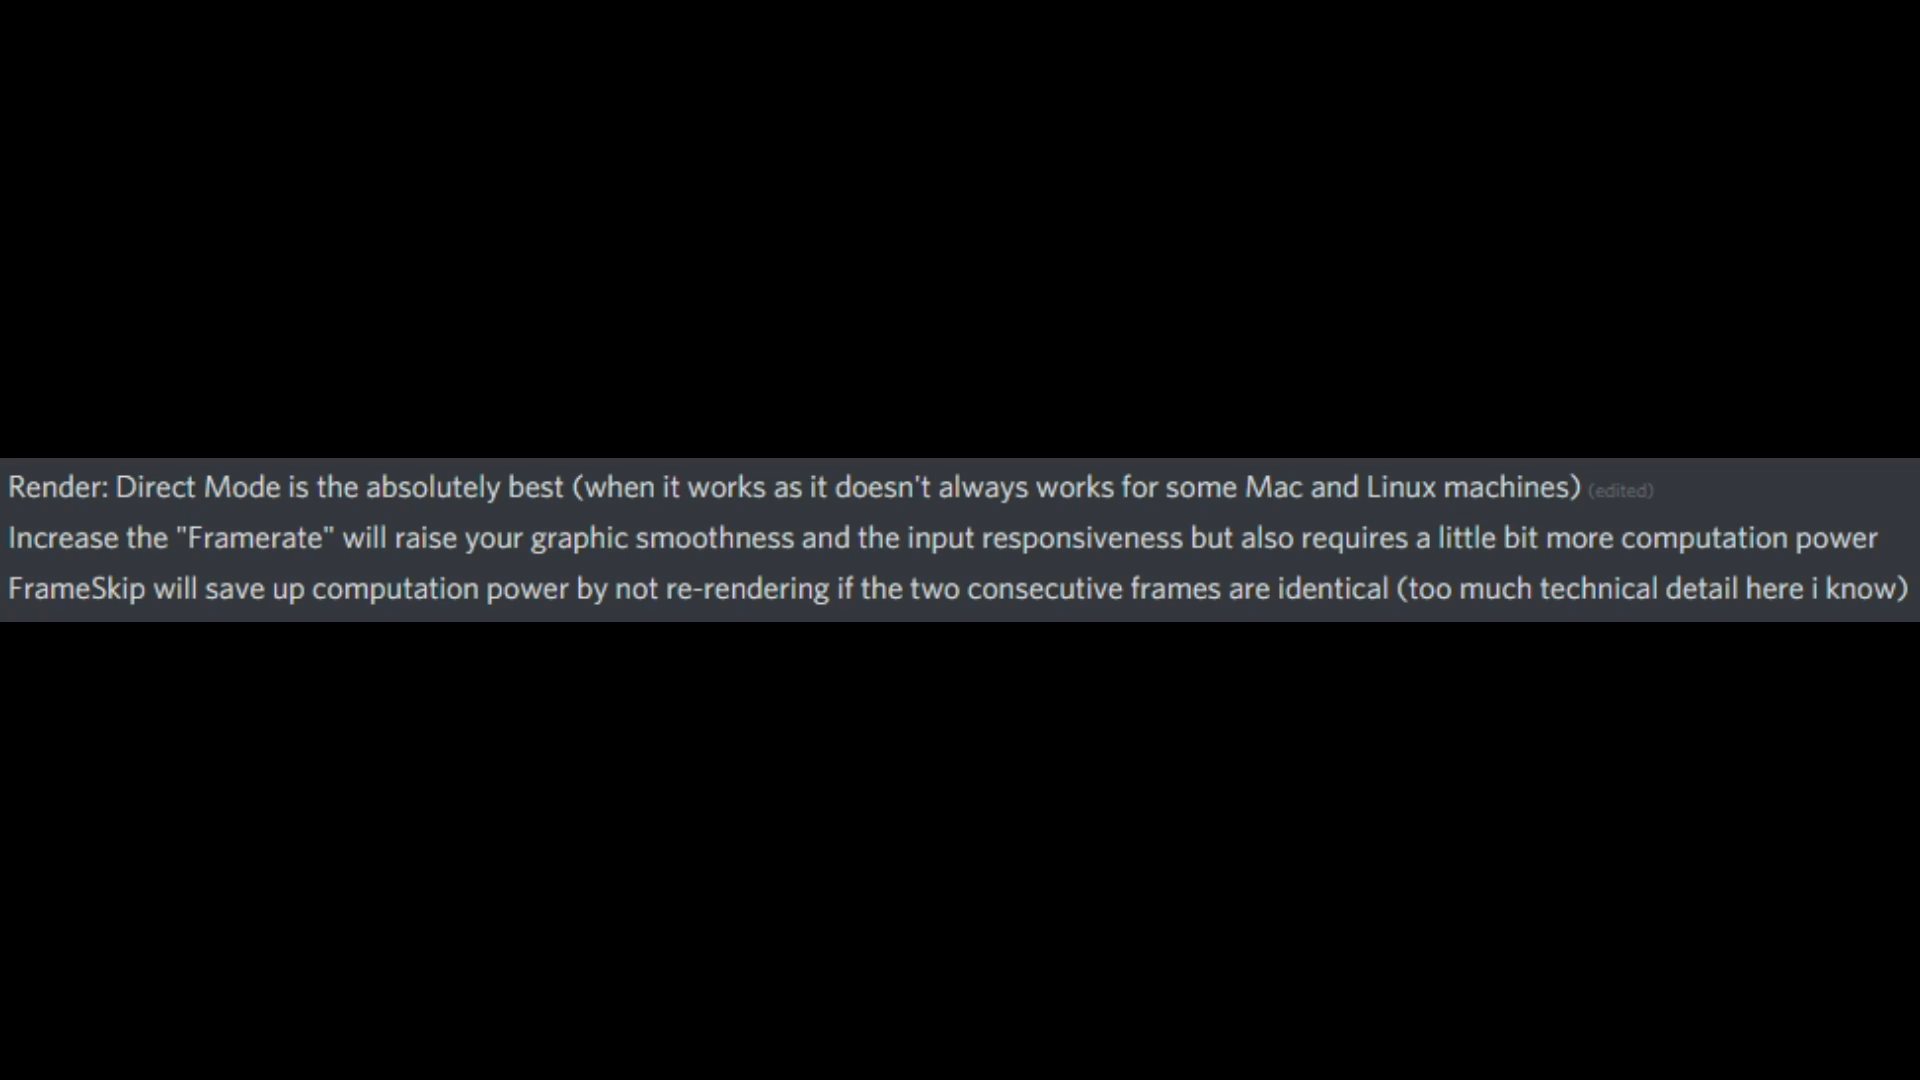 Render: Direct Mode is the absolutely best (when it works as it doesn't always works for some Mac and Linux machines) (edited)
Increase the "Framerate" will raise your graphic smoothness and the input responsiveness but also requires a little bit more computation power
FrameSkip will save up computation power by not re-rendering if the two consecutive frames are identical (too much technical detail here i know)